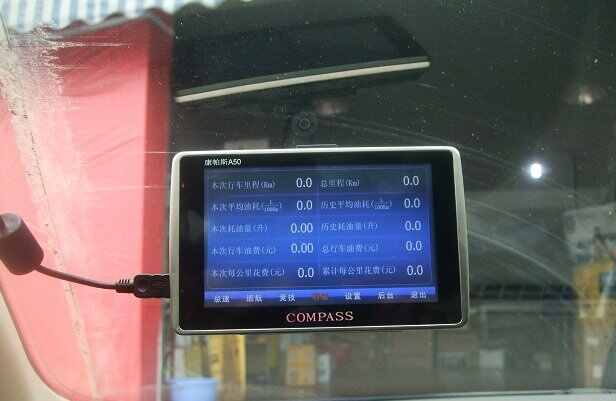 康帕斯A50
本次行车里程(Km) 0.0 总里程(Km) 0.0
本次平均油耗(L/100Km) 0.0 历史平均油耗(L/100Km) 0.0
本次耗油量(升) 0.00 历史耗油量(升) 0.0
本次行车油费(元) 0.00 总行车油费(元) 0.0
本次每公里花费(元) 0.0 累计每公里花费(元) 0.0
设置 后台 退出
COMPASS